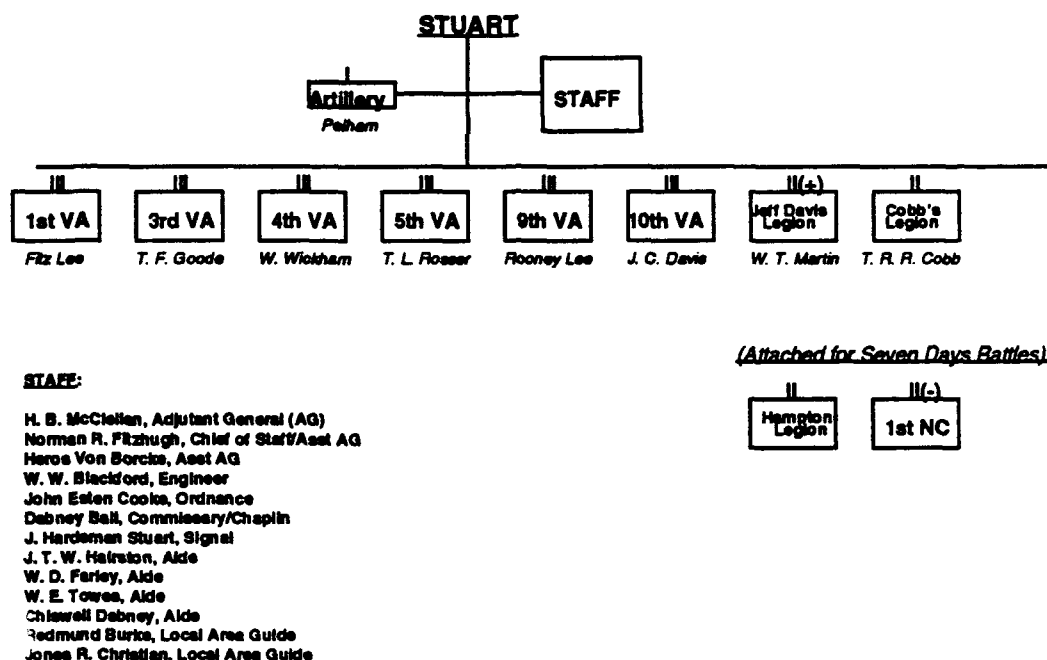 STUART
Artillery
Pelham
STAFF
III III III III III III II(+) II
1st VA 3rd VA 4th VA 5th VA 9th VA 10th VA Jeff Davis Legion Cobb's Legion
Fitz Lee T. F. Goode W. Wickham T. L. Rosser Rooney Lee J. C. Davis W. T. Martin T. R. R. Cobb
(Attached for Seven Days Battles)
II II(-)
Hampton Legion 1st NC
STAFF:
H. B. McClellan, Adjutant General (AG)
Norman R. Fitzhugh, Chief of Staff/Asst AG
Heros Von Borcke, Asst AG
W. W. Blackford, Engineer
John Esten Cooke, Ordnance
Dabney Ball, Commissary/Chaplin
J. Hardeman Stuart, Signal
J. T. W. Hairston, Aide
W. D. Farley, Aide
W. E. Towes, Aide
Chiswell Dabney, Aide
Redmund Burke, Local Area Guide
Jones R. Christian, Local Area Guide